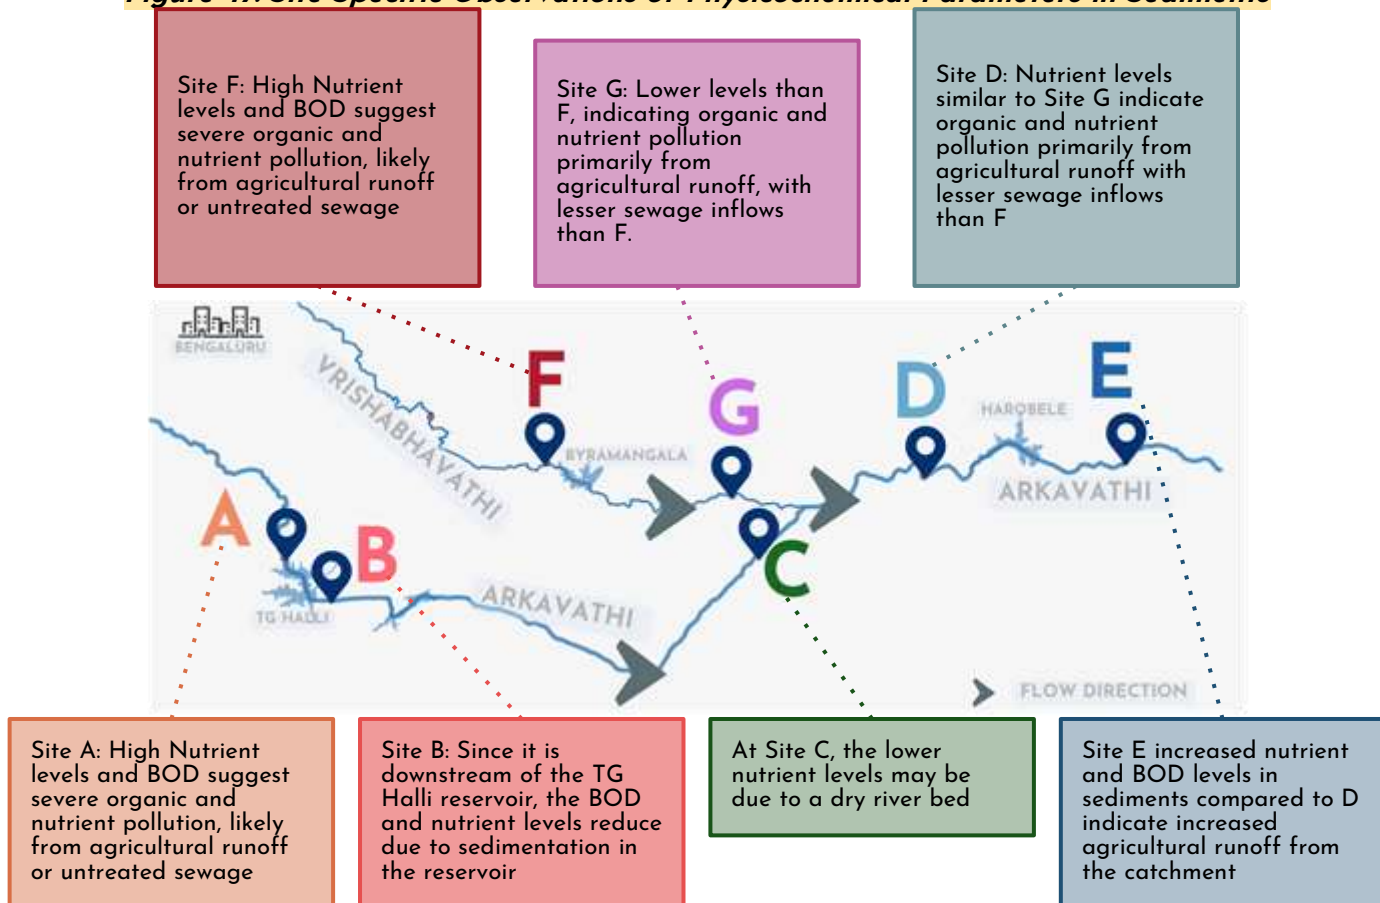 Site F: High Nutrient
levels and BOD suggest
severe organic and
nutrient pollution, likely
from agricultural runoff
or untreated sewage
Site G: Lower levels than
F, indicating organic and
nutrient pollution
primarily from
agricultural runoff, with
lesser sewage inflows
than F.
Site D: Nutrient levels
similar to Site G indicate
organic and nutrient
pollution primarily from
agricultural runoff with
lesser sewage inflows
than F
BENGALURU
VRISHABHAVATHI
F
BYRAMANGALA
G
D
HAROBELE
E
ARKAVATHI
A
B
TG HALLI
ARKAVATHI
C
FLOW DIRECTION
Site A: High Nutrient
levels and BOD suggest
severe organic and
nutrient pollution, likely
from agricultural runoff
or untreated sewage
Site B: Since it is
downstream of the TG
Halli reservoir, the BOD
and nutrient levels reduce
due to sedimentation in
the reservoir
At Site C, the lower
nutrient levels may be
due to a dry river bed
Site E increased nutrient
and BOD levels in
sediments compared to D
indicate increased
agricultural runoff from
the catchment